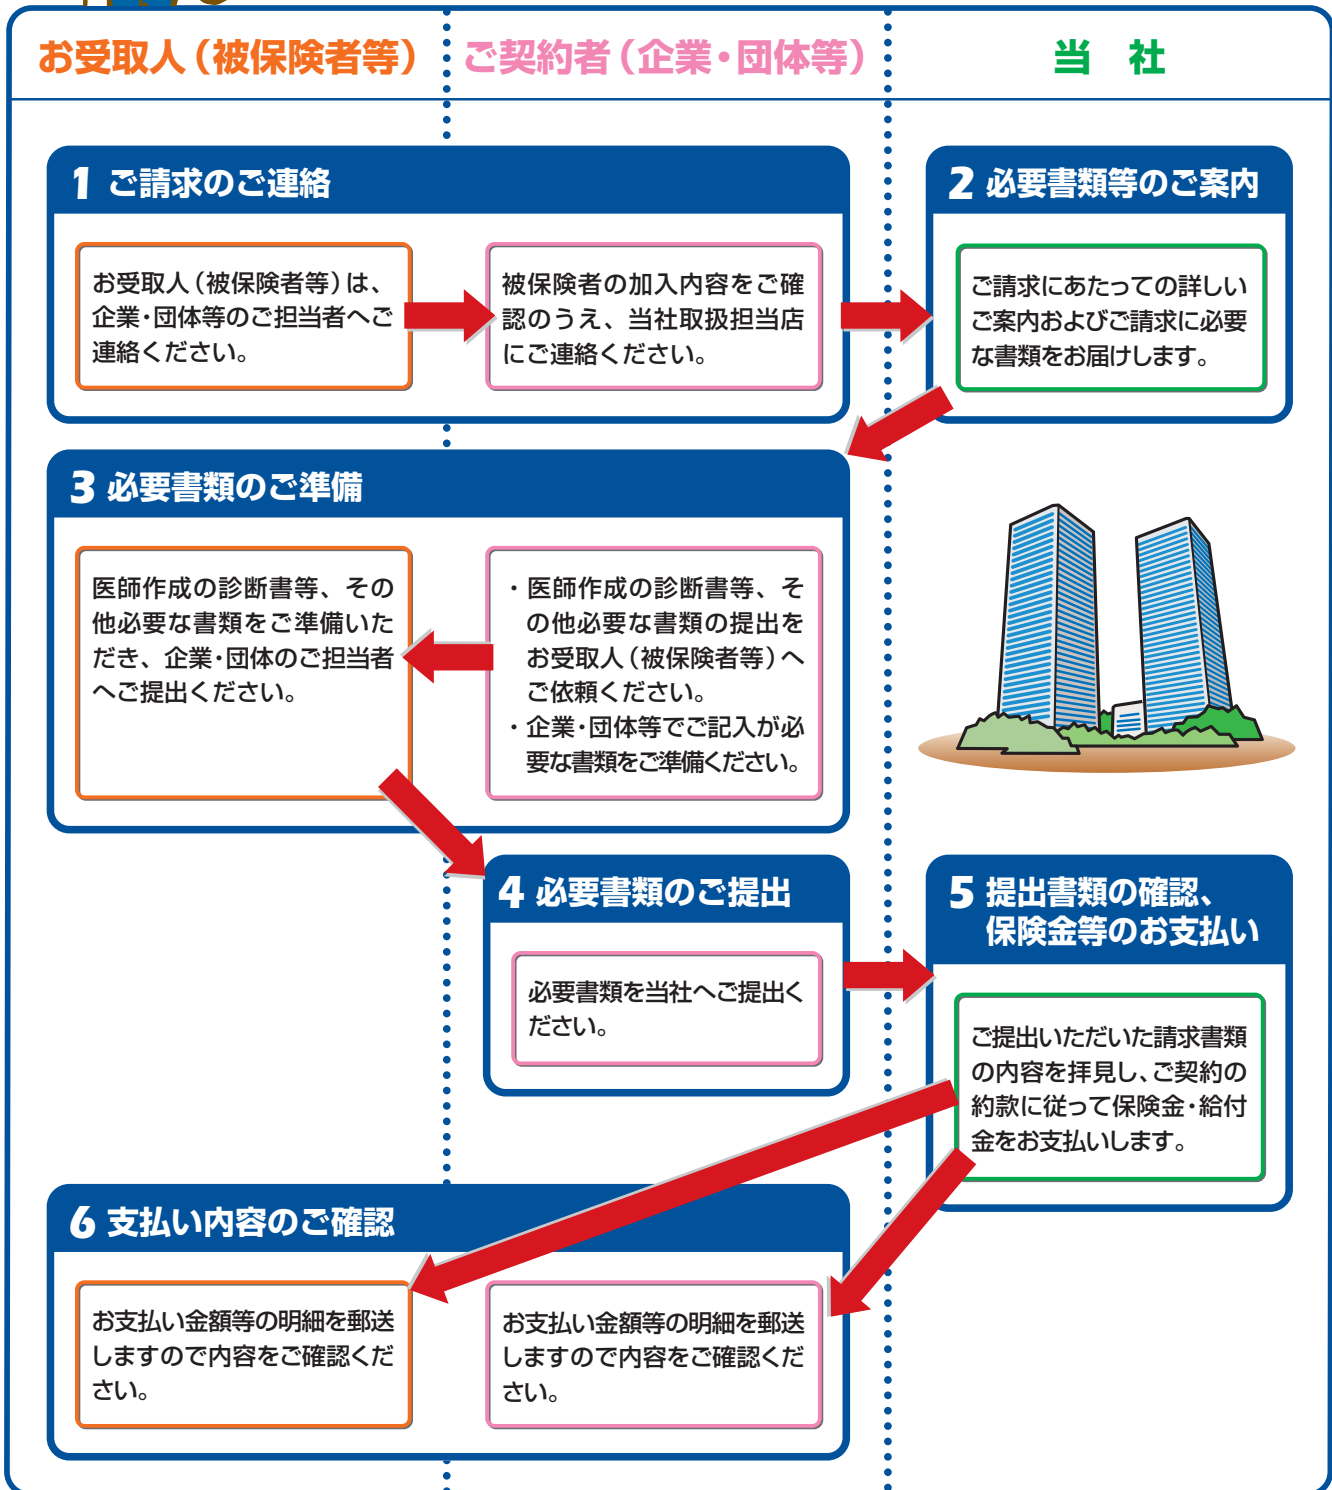 お受取人（被保険者等）
ご契約者（企業・団体等）
当 社
1 ご請求のご連絡
お受取人（被保険者等）は、
企業・団体等のご担当者へご
連絡ください。
被保険者の加入内容をご確
認のうえ、当社取扱担当店
にご連絡ください。
2 必要書類等のご案内
ご請求にあたっての詳しい
ご案内およびご請求に必要
な書類をお届けします。
3 必要書類のご準備
医師作成の診断書等、その
他必要な書類をご準備いた
だき、企業・団体のご担当者
へご提出ください。
・医師作成の診断書等、そ
の他必要な書類の提出を
お受取人（被保険者等）へ
ご依頼ください。
・企業・団体等でご記入が必
要な書類をご準備ください。
4 必要書類のご提出
必要書類を当社へご提出く
ださい。
5 提出書類の確認、
保険金等のお支払い
ご提出いただいた請求書類
の内容を拝見し、ご契約の
約款に従って保険金・給付
金をお支払いします。
6 支払い内容のご確認
お支払い金額等の明細を郵送
しますので内容をご確認くだ
さい。
お支払い金額等の明細を郵送
しますので内容をご確認くだ
さい。